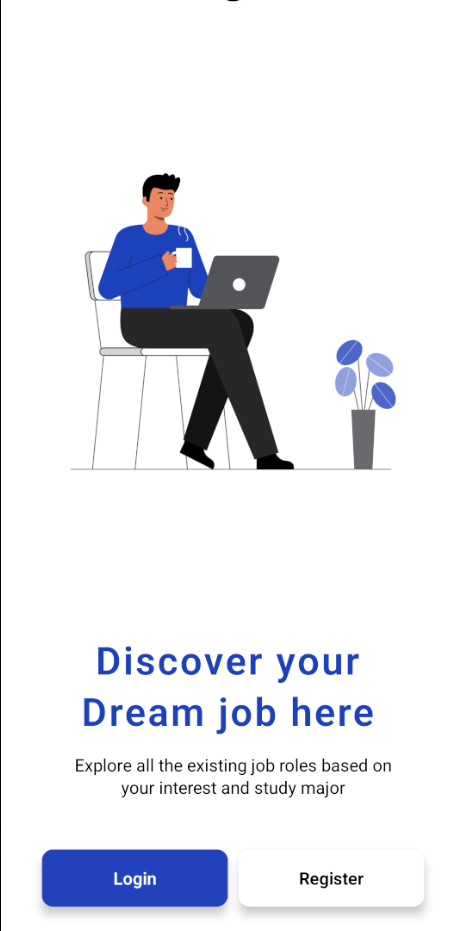 Discover your
Dream job here
Explore all the existing job roles based on
your interest and study major
Login
Register